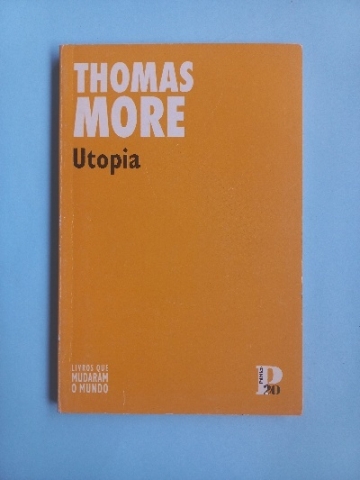 THOMAS
MORE
Utopia
LIVROS QUE
MUDARAM
O MUNDO
P
20